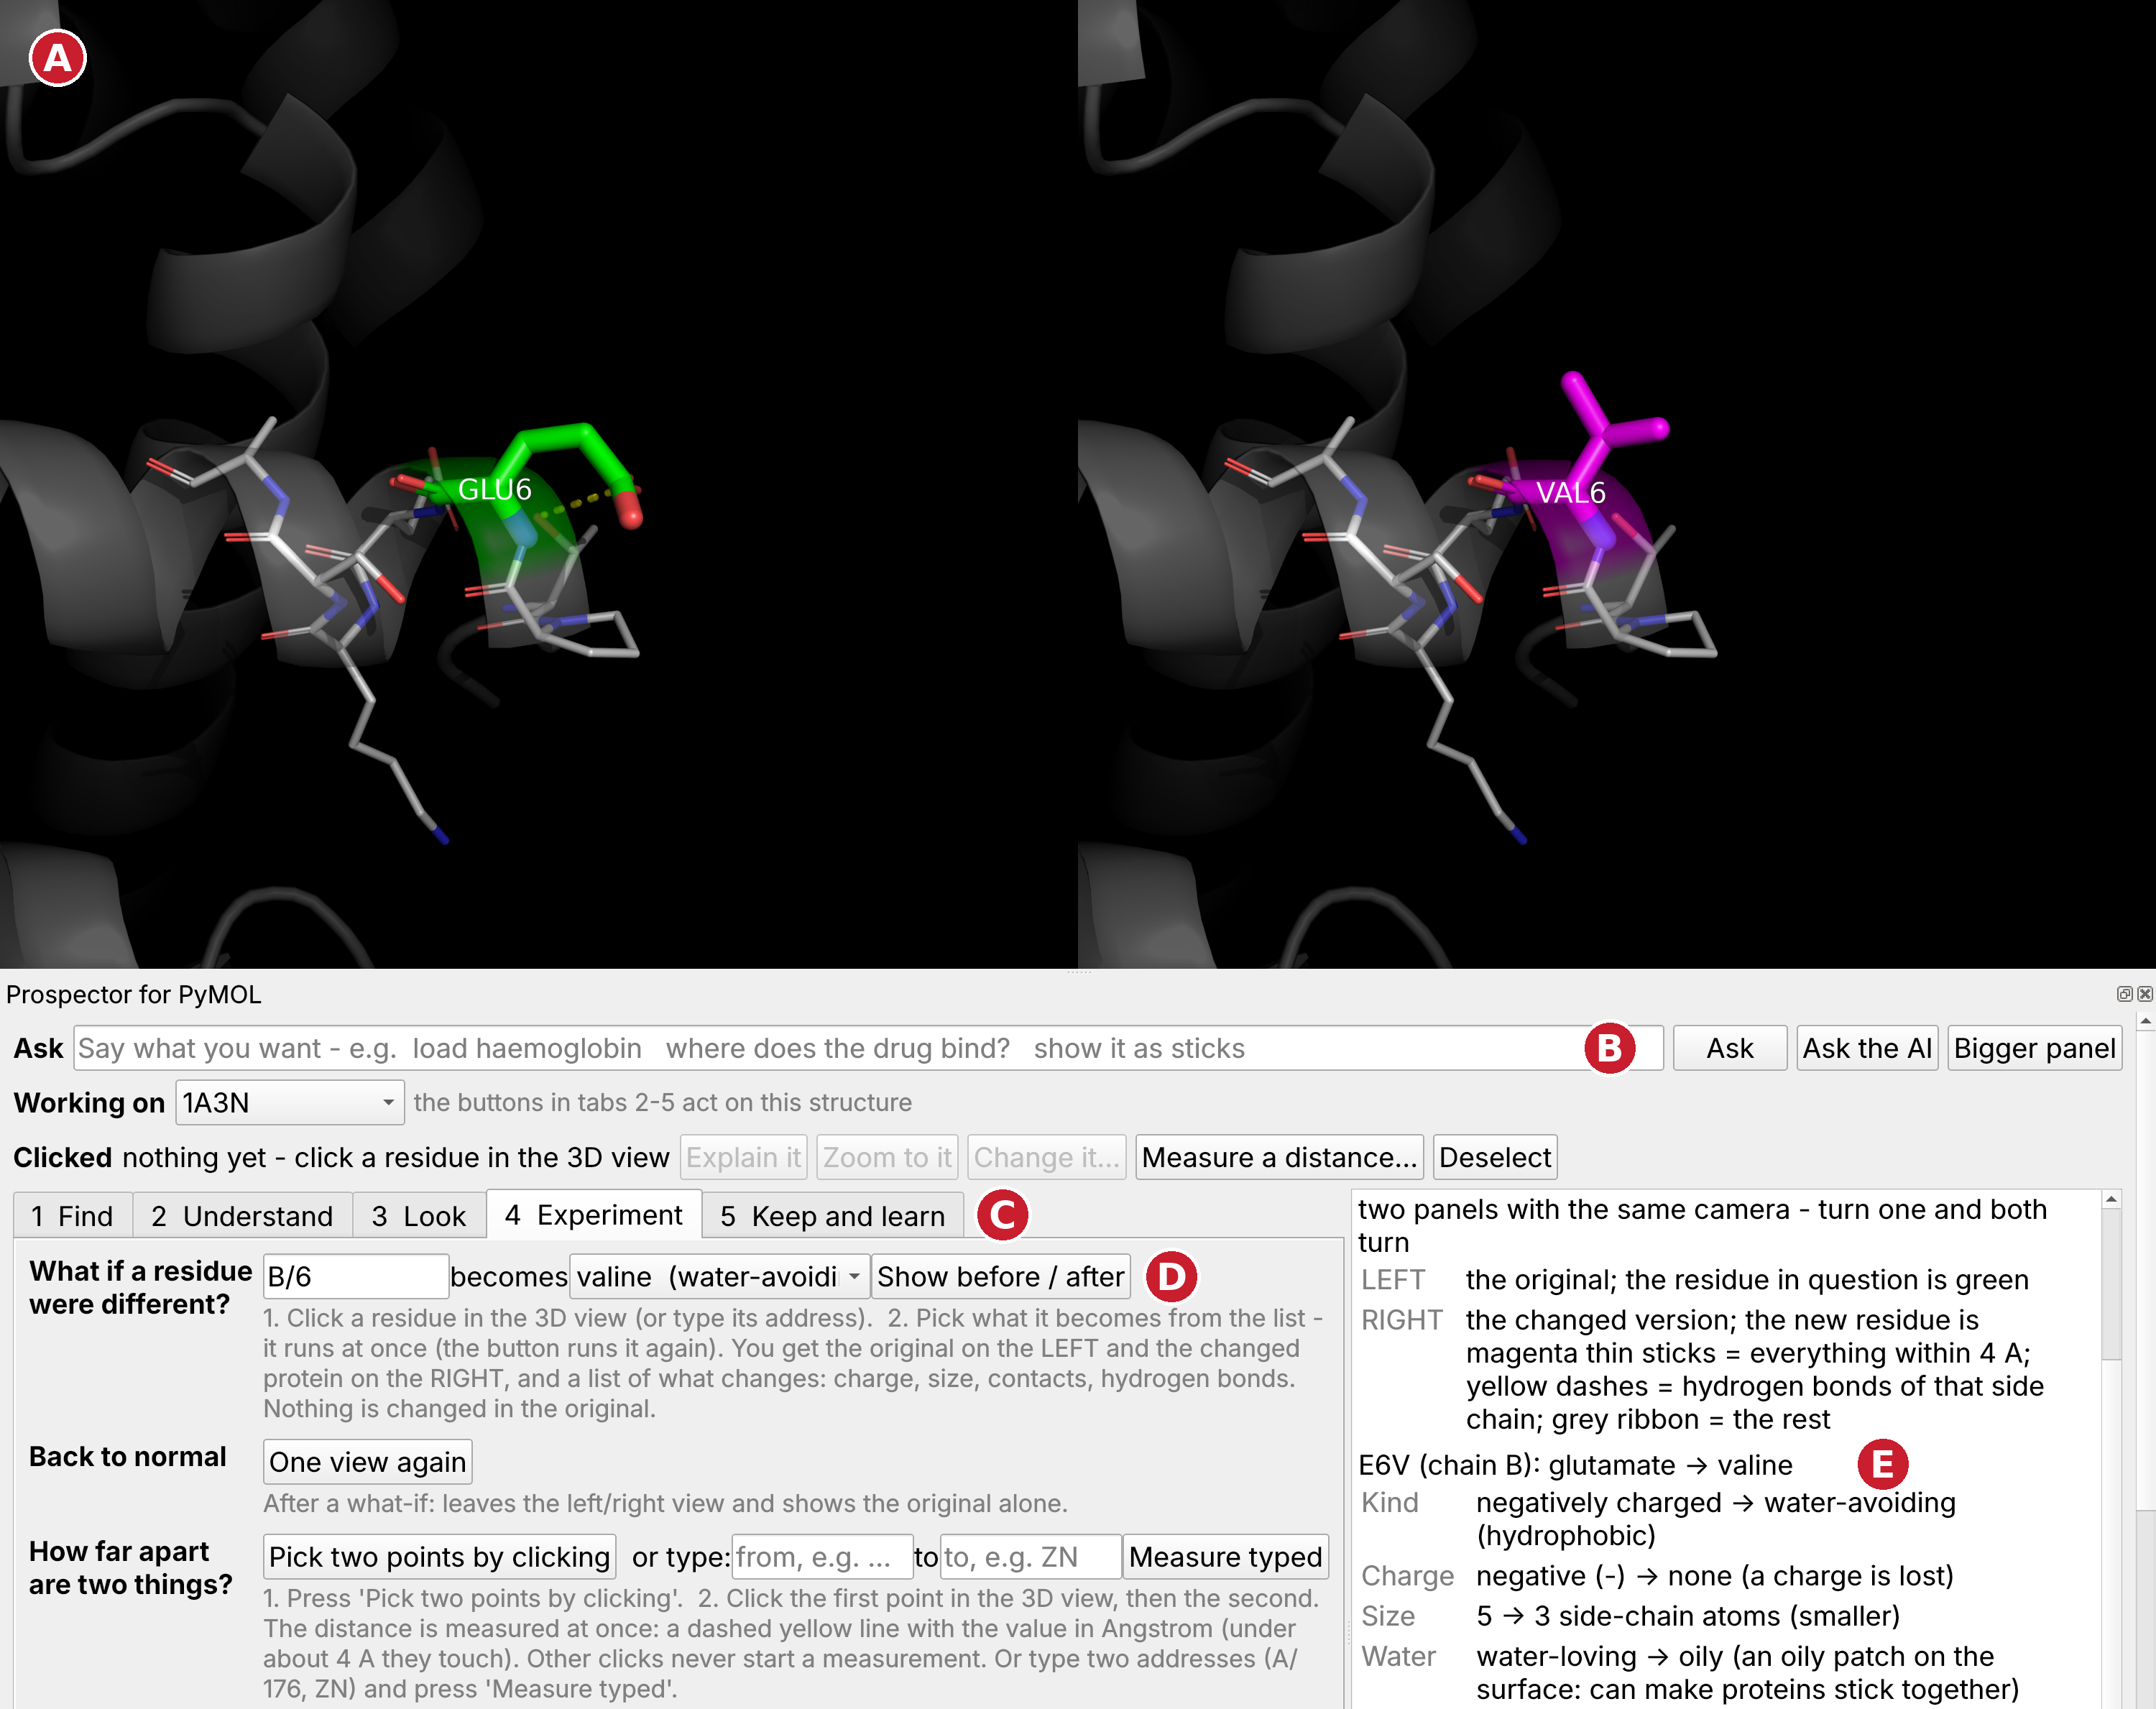 A
GLU6
VAL6
Prospector for PyMOL
Ask Say what you want - e.g. load haemoglobin where does the drug bind? show it as sticks B Ask Ask the AI Bigger panel
Working on 1A3N the buttons in tabs 2-5 act on this structure
Clicked nothing yet - click a residue in the 3D view Explain it Zoom to it Change it... Measure a distance... Deselect
1 Find 2 Understand 3 Look 4 Experiment 5 Keep and learn C
What if a residue were different? B/6 becomes valine (water-avoidi Show before / after D
1. Click a residue in the 3D view (or type its address). 2. Pick what it becomes from the list -
it runs at once (the button runs it again). You get the original on the LEFT and the changed
protein on the RIGHT, and a list of what changes: charge, size, contacts, hydrogen bonds.
Nothing is changed in the original.
Back to normal One view again
After a what-if: leaves the left/right view and shows the original alone.
How far apart are two things? Pick two points by clicking or type: from, e.g. ... to to, e.g. ZN Measure typed
1. Press 'Pick two points by clicking'. 2. Click the first point in the 3D view, then the second.
The distance is measured at once: a dashed yellow line with the value in Angstrom (under
about 4 A they touch). Other clicks never start a measurement. Or type two addresses (A/
176, ZN) and press 'Measure typed'.
two panels with the same camera - turn one and both
turn
LEFT the original; the residue in question is green
RIGHT the changed version; the new residue is
magenta thin sticks = everything within 4 A;
yellow dashes = hydrogen bonds of that side
chain; grey ribbon = the rest
E6V (chain B): glutamate → valine E
Kind negatively charged → water-avoiding
(hydrophobic)
Charge negative (-) → none (a charge is lost)
Size 5 → 3 side-chain atoms (smaller)
Water water-loving → oily (an oily patch on the
surface: can make proteins stick together)